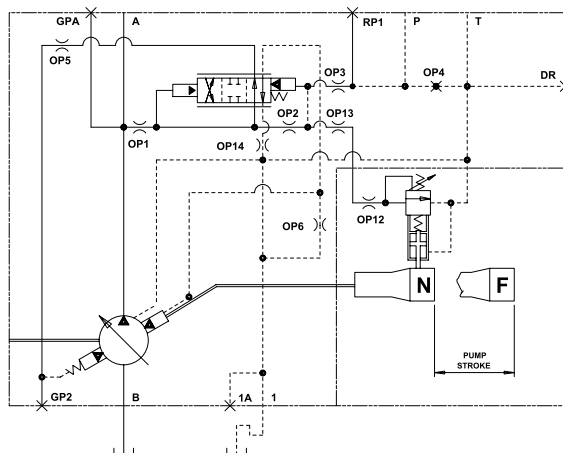 GPA A RP1 P T
OP5 OP3 OP4 DR
OP1 OP2 OP13
OP14
OP12
OP6
N F
PUMP
STROKE
GP2 B 1A 1